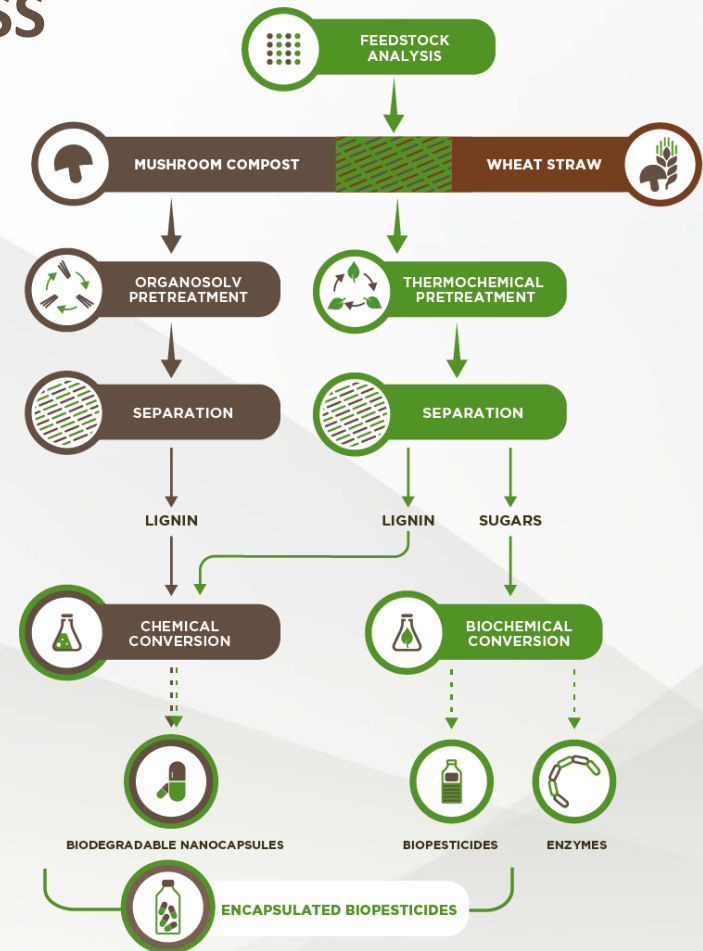 SS
FEEDSTOCK
ANALYSIS
MUSHROOM COMPOST
WHEAT STRAW
ORGANOSOLV
PRETREATMENT
THERMOCHEMICAL
PRETREATMENT
SEPARATION
SEPARATION
LIGNIN
LIGNIN
SUGARS
CHEMICAL
CONVERSION
BIOCHEMICAL
CONVERSION
BIODEGRADABLE NANOCAPSULES
BIOPESTICIDES
ENZYMES
ENCAPSULATED BIOPESTICIDES